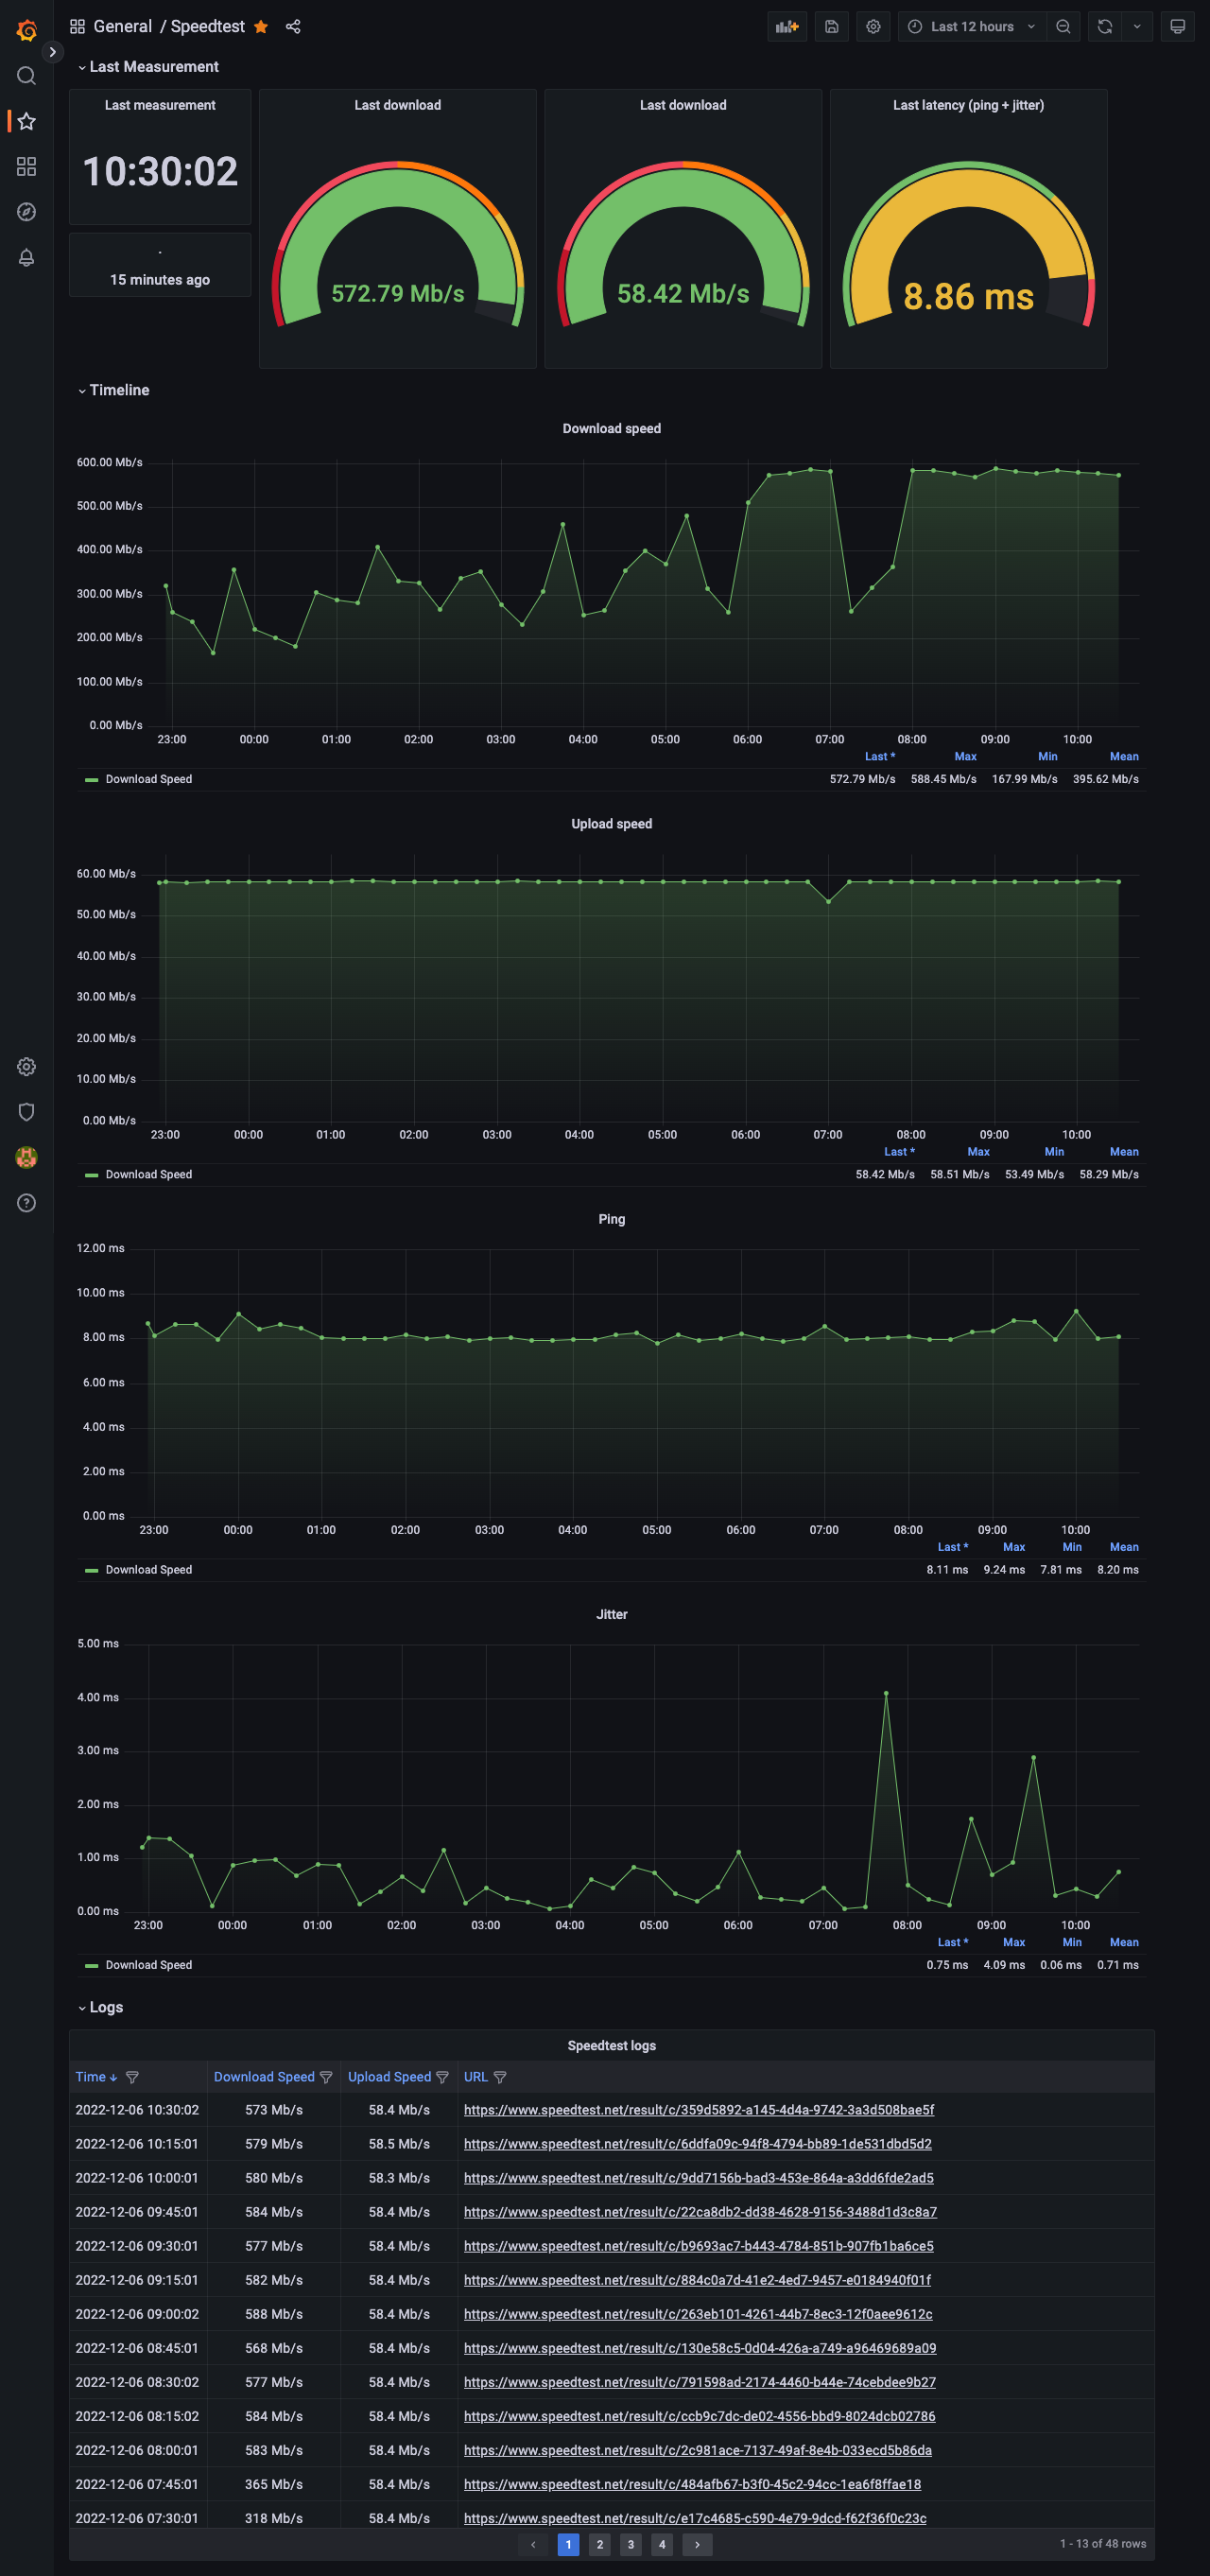 General / Speedtest
Last 12 hours
Last Measurement
Last measurement
10:30:02
.
15 minutes ago
Last download
572.79 Mb/s
Last download
58.42 Mb/s
Last latency (ping + jitter)
8.86 ms
Timeline
Download speed
600.00 Mb/s
500.00 Mb/s
400.00 Mb/s
300.00 Mb/s
200.00 Mb/s
100.00 Mb/s
0.00 Mb/s
23:00 00:00 01:00 02:00 03:00 04:00 05:00 06:00 07:00 08:00 09:00 10:00
Last * Max Min Mean
Download Speed 572.79 Mb/s 588.45 Mb/s 167.99 Mb/s 395.62 Mb/s
Upload speed
60.00 Mb/s
50.00 Mb/s
40.00 Mb/s
30.00 Mb/s
20.00 Mb/s
10.00 Mb/s
0.00 Mb/s
23:00 00:00 01:00 02:00 03:00 04:00 05:00 06:00 07:00 08:00 09:00 10:00
Last * Max Min Mean
Download Speed 58.42 Mb/s 58.51 Mb/s 53.49 Mb/s 58.29 Mb/s
Ping
12.00 ms
10.00 ms
8.00 ms
6.00 ms
4.00 ms
2.00 ms
0.00 ms
23:00 00:00 01:00 02:00 03:00 04:00 05:00 06:00 07:00 08:00 09:00 10:00
Last * Max Min Mean
Download Speed 8.11 ms 9.24 ms 7.81 ms 8.20 ms
Jitter
5.00 ms
4.00 ms
3.00 ms
2.00 ms
1.00 ms
0.00 ms
23:00 00:00 01:00 02:00 03:00 04:00 05:00 06:00 07:00 08:00 09:00 10:00
Last * Max Min Mean
Download Speed 0.75 ms 4.09 ms 0.06 ms 0.71 ms
Logs
Speedtest logs
Time Download Speed Upload Speed URL
2022-12-06 10:30:02 573 Mb/s 58.4 Mb/s https://www.speedtest.net/result/c/359d5892-a145-4d4a-9742-3a3d508bae5f
2022-12-06 10:15:01 579 Mb/s 58.5 Mb/s https://www.speedtest.net/result/c/6ddfa09c-94f8-4794-bb89-1de531dbd5d2
2022-12-06 10:00:01 580 Mb/s 58.3 Mb/s https://www.speedtest.net/result/c/9dd7156b-bad3-453e-864a-a3dd6fde2ad5
2022-12-06 09:45:01 584 Mb/s 58.4 Mb/s https://www.speedtest.net/result/c/22ca8db2-dd38-4628-9156-3488d1d3c8a7
2022-12-06 09:30:01 577 Mb/s 58.4 Mb/s https://www.speedtest.net/result/c/b9693ac7-b443-4784-851b-907fb1ba6ce5
2022-12-06 09:15:01 582 Mb/s 58.4 Mb/s https://www.speedtest.net/result/c/884c0a7d-41e2-4ed7-9457-e0184940f01f
2022-12-06 09:00:02 588 Mb/s 58.4 Mb/s https://www.speedtest.net/result/c/263eb101-4261-44b7-8ec3-12f0aee9612c
2022-12-06 08:45:01 568 Mb/s 58.4 Mb/s https://www.speedtest.net/result/c/130e58c5-0d04-426a-a749-a96469689a09
2022-12-06 08:30:02 577 Mb/s 58.4 Mb/s https://www.speedtest.net/result/c/791598ad-2174-4460-b44e-74cebdee9b27
2022-12-06 08:15:02 584 Mb/s 58.4 Mb/s https://www.speedtest.net/result/c/ccb9c7dc-de02-4556-bbd9-8024dcb02786
2022-12-06 08:00:01 583 Mb/s 58.4 Mb/s https://www.speedtest.net/result/c/2c981ace-7137-49af-8e4b-033ecd5b86da
2022-12-06 07:45:01 365 Mb/s 58.4 Mb/s https://www.speedtest.net/result/c/484afb67-b3f0-45c2-94cc-1ea6f8ffae18
2022-12-06 07:30:01 318 Mb/s 58.4 Mb/s https://www.speedtest.net/result/c/e17c4685-c590-4e79-9dcd-f62f36f0c23c
1 2 3 4
1 - 13 of 48 rows